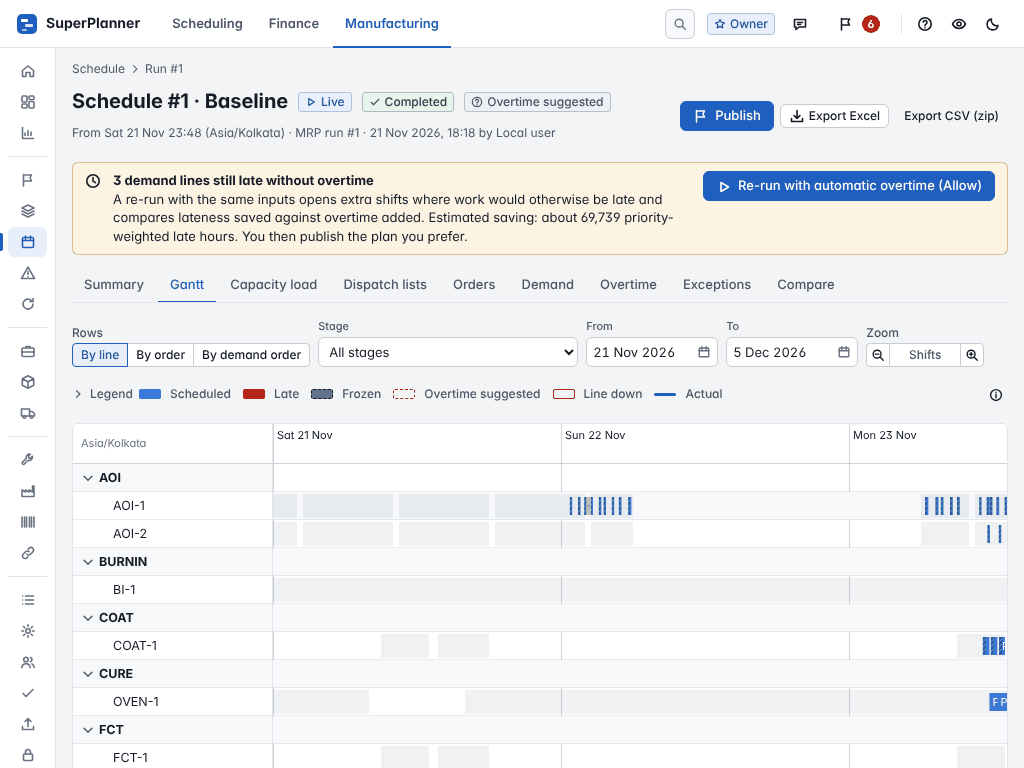 SuperPlanner
Scheduling
Finance
Manufacturing
Owner
6
Schedule
Run #1
Schedule #1 · Baseline
Live
Completed
Overtime suggested
From Sat 21 Nov 23:48 (Asia/Kolkata) · MRP run #1 · 21 Nov 2026, 18:18 by Local user
Publish
Export Excel
Export CSV (zip)
3 demand lines still late without overtime
A re-run with the same inputs opens extra shifts where work would otherwise be late and
compares lateness saved against overtime added. Estimated saving: about 69,739 priority-
weighted late hours. You then publish the plan you prefer.
Re-run with automatic overtime (Allow)
Summary
Gantt
Capacity load
Dispatch lists
Orders
Demand
Overtime
Exceptions
Compare
Rows
By line
By order
By demand order
Stage
All stages
From
21 Nov 2026
To
5 Dec 2026
Zoom
Shifts
Legend
Scheduled
Late
Frozen
Overtime suggested
Line down
Actual
Asia/Kolkata
Sat 21 Nov
Sun 22 Nov
Mon 23 Nov
AOI
AOI-1
AOI-2
BURNIN
BI-1
COAT
COAT-1
CURE
OVEN-1
F P
FCT
FCT-1